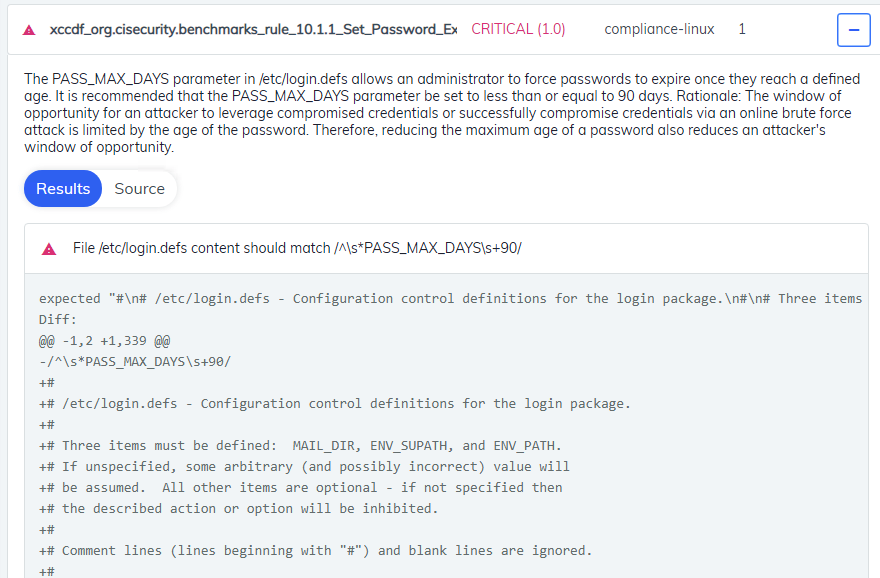 xccdf_org.cisecurity.benchmarks_rule_10.1.1_Set_Password_Ex CRITICAL (1.0) compliance-linux 1
The PASS_MAX_DAYS parameter in /etc/login.defs allows an administrator to force passwords to expire once they reach a defined
age. It is recommended that the PASS_MAX_DAYS parameter be set to less than or equal to 90 days. Rationale: The window of
opportunity for an attacker to leverage compromised credentials or successfully compromise credentials via an online brute force
attack is limited by the age of the password. Therefore, reducing the maximum age of a password also reduces an attacker's
window of opportunity.
Results Source
File /etc/login.defs content should match /^\s*PASS_MAX_DAYS\s+90/
expected "#\n# /etc/login.defs - Configuration control definitions for the login package.\n#\n# Three items
Diff:
@@ -1,2 +1,339 @@
-/^\s*PASS_MAX_DAYS\s+90/
+#
+# /etc/login.defs - Configuration control definitions for the login package.
+#
+# Three items must be defined:  MAIL_DIR, ENV_SUPATH, and ENV_PATH.
+# If unspecified, some arbitrary (and possibly incorrect) value will
+# be assumed.  All other items are optional - if not specified then
+# the described action or option will be inhibited.
+#
+# Comment lines (lines beginning with "#") and blank lines are ignored.
+#